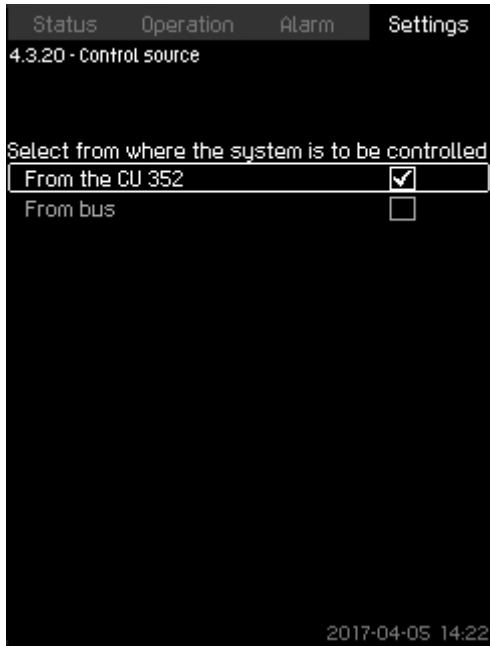 Status Operation Alarm Settings
4.3.20 - Control source
Select from where the system is to be controlled
From the CU 352
From bus
2017-04-05 14:22